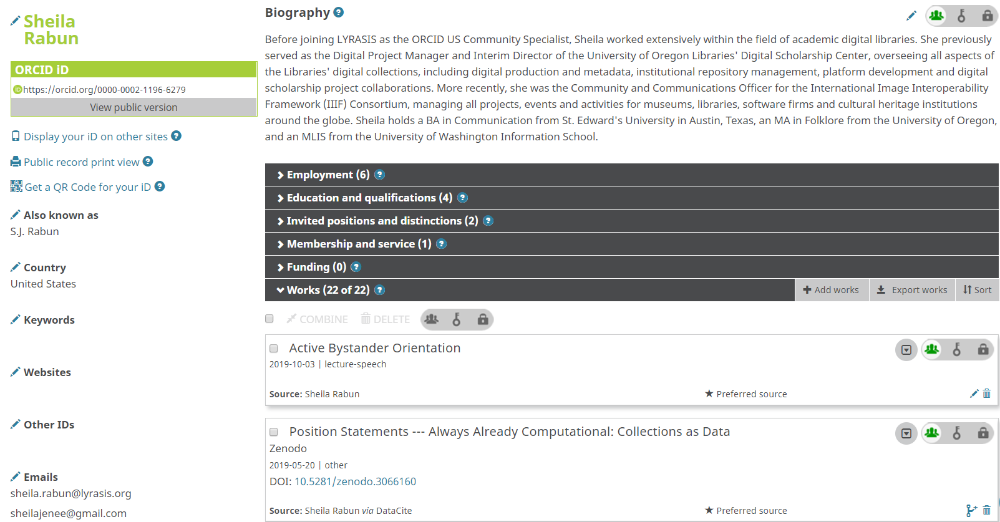 Sheila
Rabun
ORCID iD
https://orcid.org/0000-0002-1196-6279
View public version
Display your iD on other sites
Public record print view
Get a QR Code for your iD
Also known as
S.J. Rabun
Country
United States
Keywords
Websites
Other IDs
Emails
sheila.rabun@lyrasis.org
sheilajenee@gmail.com
Biography
Before joining LYRASIS as the ORCID US Community Specialist, Sheila worked extensively within the field of academic digital libraries. She previously
served as the Digital Project Manager and Interim Director of the University of Oregon Libraries' Digital Scholarship Center, overseeing all aspects of
the Libraries' digital collections, including digital production and metadata, institutional repository management, platform development and digital
scholarship project collaborations. More recently, she was the Community and Communications Officer for the International Image Interoperability
Framework (IIIF) Consortium, managing all projects, events and activities for museums, libraries, software firms and cultural heritage institutions
around the globe. Sheila holds a BA in Communication from St. Edward's University in Austin, Texas, an MA in Folklore from the University of Oregon,
and an MLIS from the University of Washington Information School.
Employment (6)
Education and qualifications (4)
Invited positions and distinctions (2)
Membership and service (1)
Funding (0)
Works (22 of 22) Add works Export works Sort
COMBINE DELETE
Active Bystander Orientation
2019-10-03 | lecture-speech
Source: Sheila Rabun Preferred source
Position Statements --- Always Already Computational: Collections as Data
Zenodo
2019-05-20 | other
DOI: 10.5281/zenodo.3066160
Source: Sheila Rabun via DataCite Preferred source